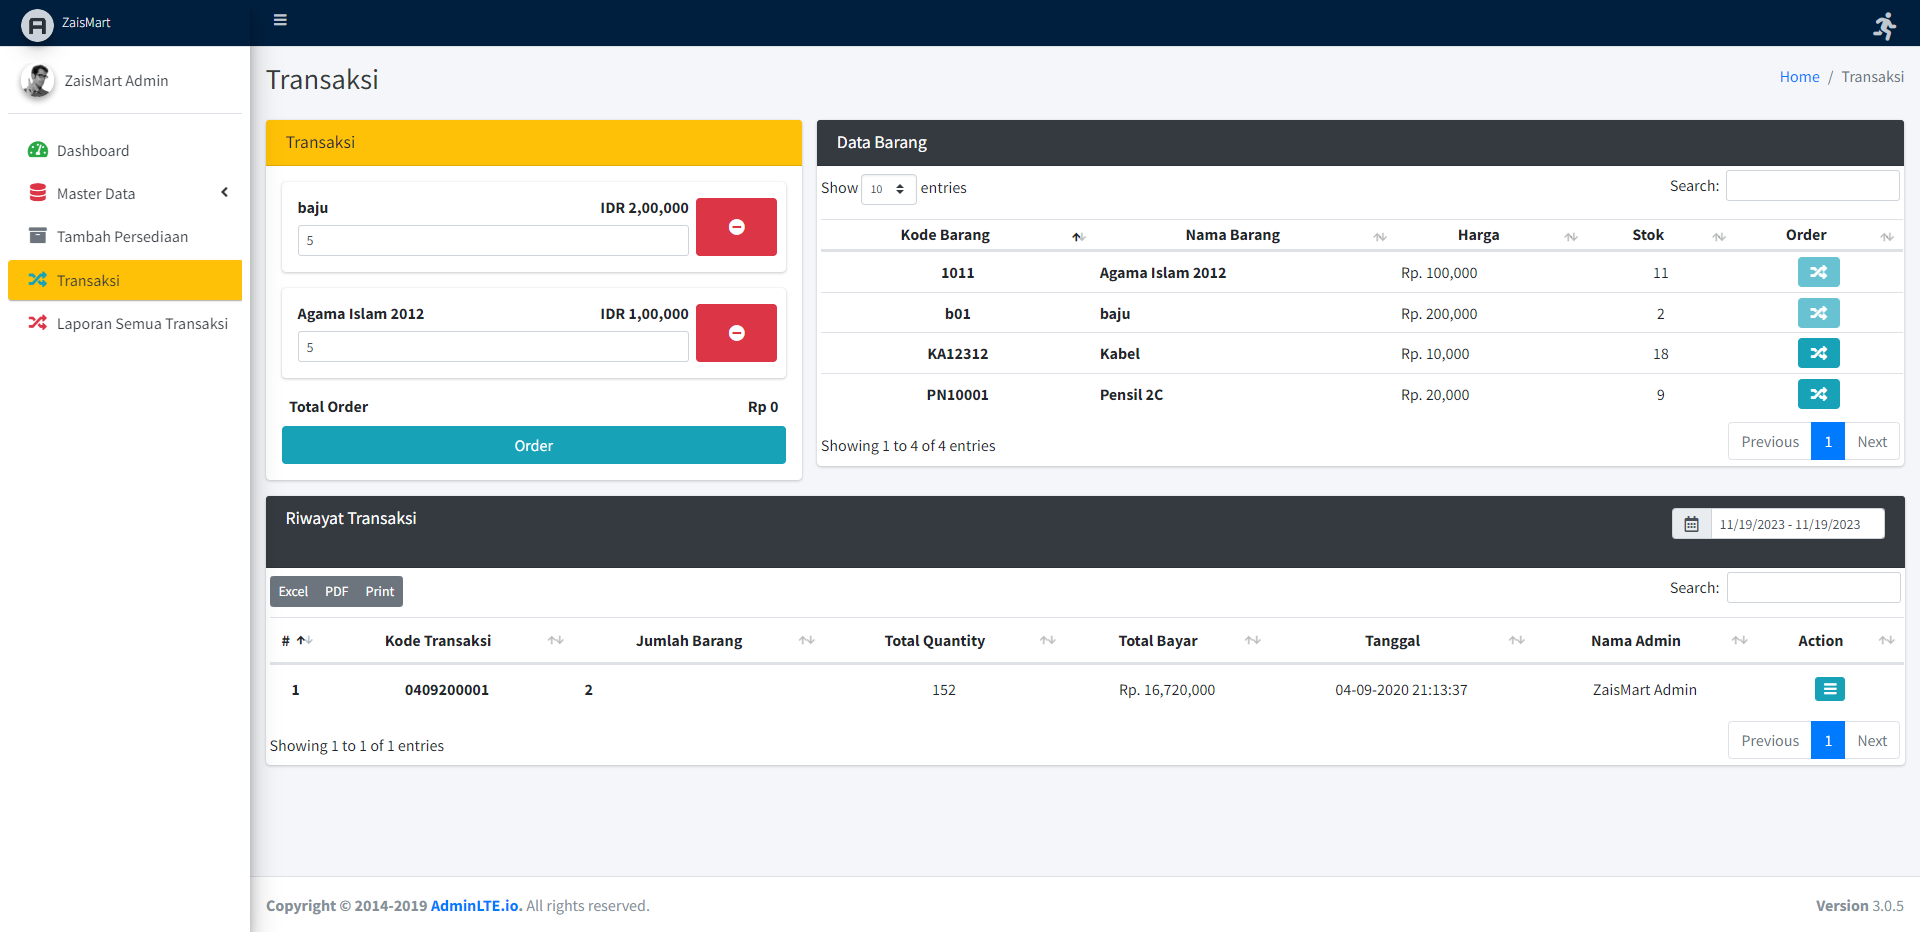 ZaisMart
ZaisMart Admin
Dashboard
Master Data
Tambah Persediaan
Transaksi
Laporan Semua Transaksi
Transaksi
Home / Transaksi
Transaksi
baju IDR 2,00,000
5
Agama Islam 2012 IDR 1,00,000
5
Total Order Rp 0
Order
Data Barang
Show 10 entries Search:
Kode Barang Nama Barang Harga Stok Order
1011 Agama Islam 2012 Rp. 100,000 11
b01 baju Rp. 200,000 2
KA12312 Kabel Rp. 10,000 18
PN10001 Pensil 2C Rp. 20,000 9
Showing 1 to 4 of 4 entries Previous 1 Next
Riwayat Transaksi 11/19/2023 - 11/19/2023
Excel PDF Print Search:
# Kode Transaksi Jumlah Barang Total Quantity Total Bayar Tanggal Nama Admin Action
1 0409200001 2 152 Rp. 16,720,000 04-09-2020 21:13:37 ZaisMart Admin
Showing 1 to 1 of 1 entries Previous 1 Next
Copyright © 2014-2019 AdminLTE.io. All rights reserved. Version 3.0.5